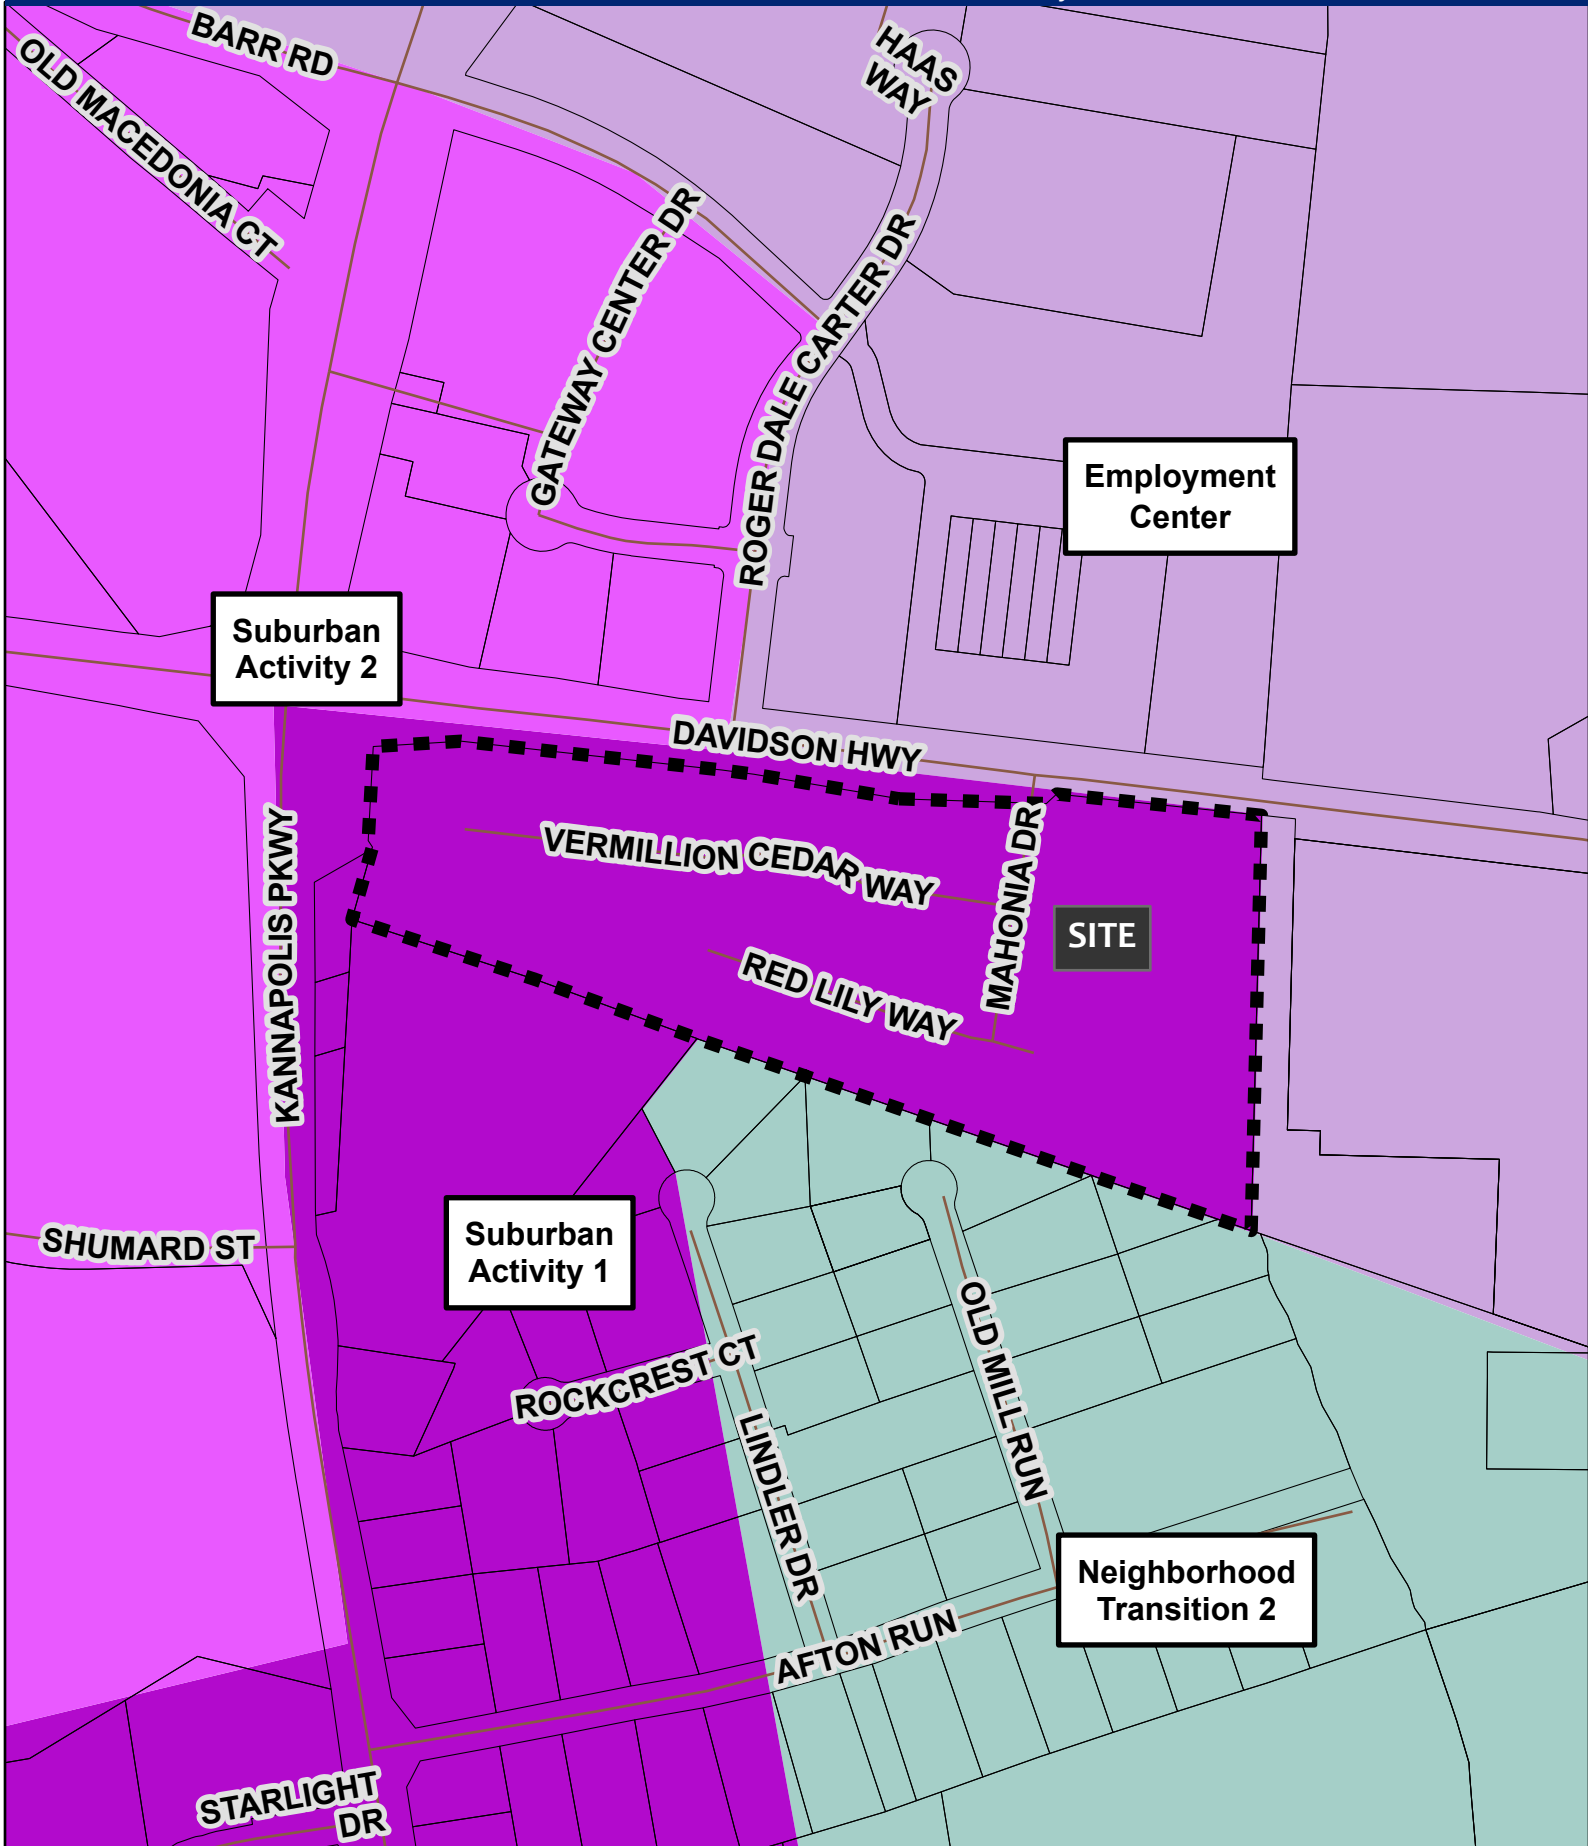 BARR RD
HAAS
WAY
OLD MACEDONIA CT
GATEWAY CENTER DR
ROGER DALE CARTER DR
Employment
Center
Suburban
Activity 2
DAVIDSON HWY
KANNAPOLIS PKWY
VERMILLION CEDAR WAY
MAHONIA DR
SITE
RED LILY WAY
SHUMARD ST
Suburban
Activity 1
ROCKCREST CT
OLD MILL RUN
LINDLER DR
Neighborhood
Transition 2
AFTON RUN
STARLIGHT
DR